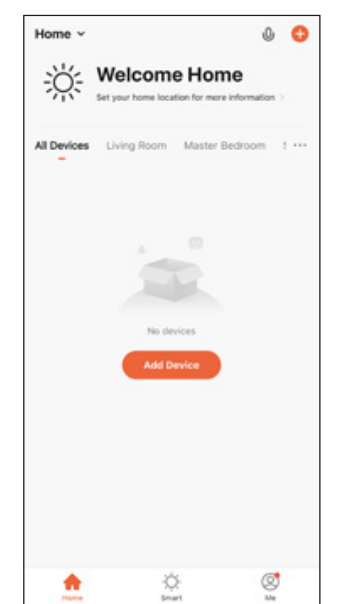 Home
Welcome Home
Set your home location for more information
All Devices Living Room Master Bedroom
No devices
Add Device
Home Smart Me